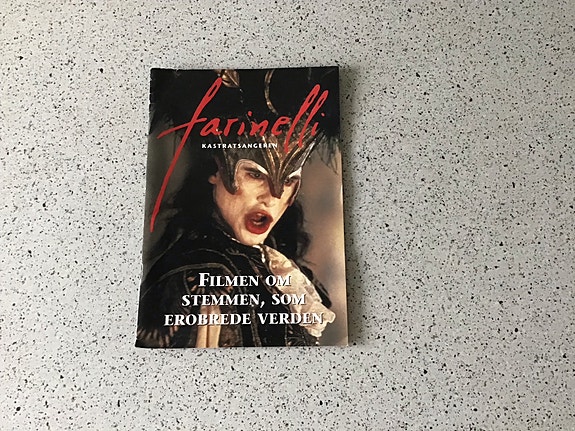 farinelli
KASTRATSANGEREN
FILMEN OM
STEMMEN, SOM
EROBREDE VERDEN